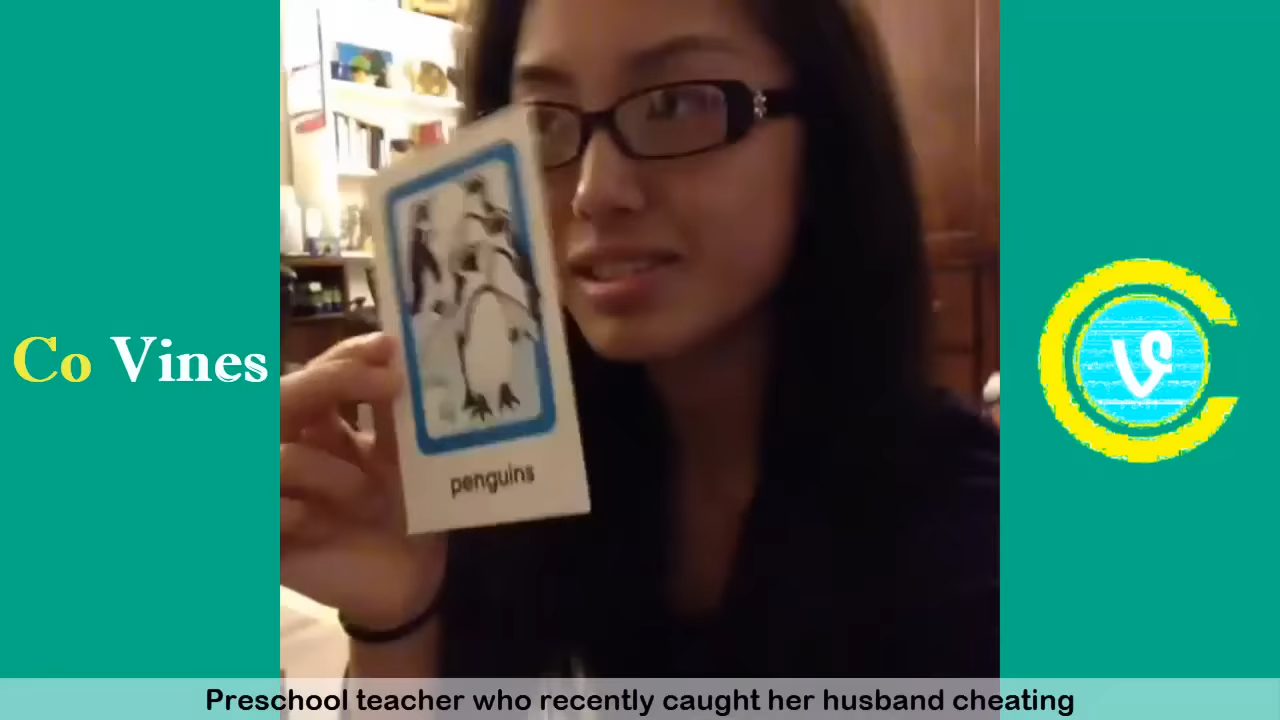 Co Vines
penguins
Preschool teacher who recently caught her husband cheating